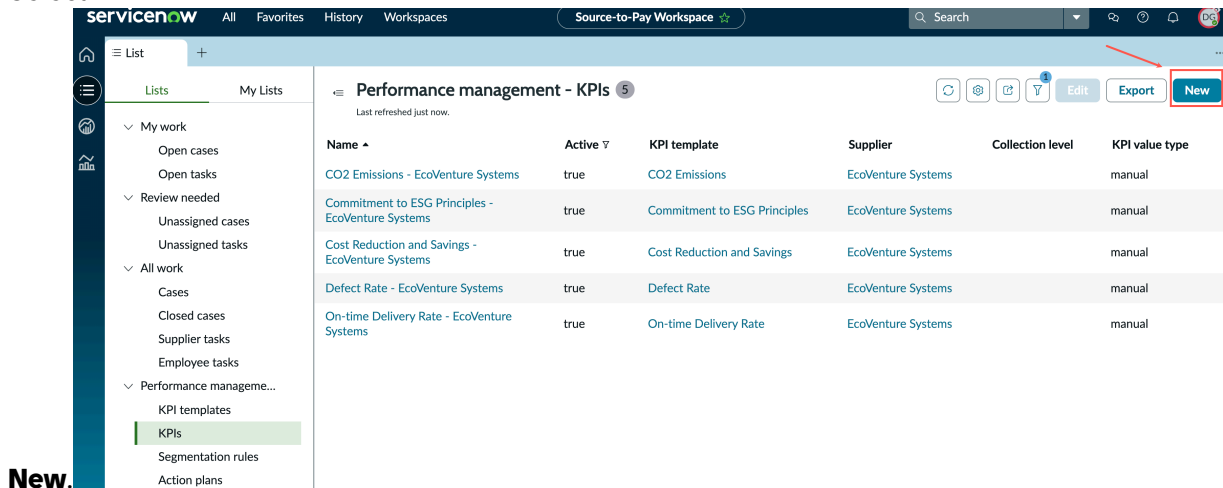 servicenow All Favorites History Workspaces Source-to-Pay Workspace Search DG
List +
Lists My Lists
Performance management - KPIs 5
Last refreshed just now.
1
Edit Export New
My work
Open cases
Open tasks
Review needed
Unassigned cases
Unassigned tasks
All work
Cases
Closed cases
Supplier tasks
Employee tasks
Performance manageme...
KPI templates
KPIs
Segmentation rules
Action plans
Name Active KPI template Supplier Collection level KPI value type
CO2 Emissions - EcoVenture Systems true CO2 Emissions EcoVenture Systems manual
Commitment to ESG Principles -
EcoVenture Systems true Commitment to ESG Principles EcoVenture Systems manual
Cost Reduction and Savings -
EcoVenture Systems true Cost Reduction and Savings EcoVenture Systems manual
Defect Rate - EcoVenture Systems true Defect Rate EcoVenture Systems manual
On-time Delivery Rate - EcoVenture
Systems true On-time Delivery Rate EcoVenture Systems manual
New.